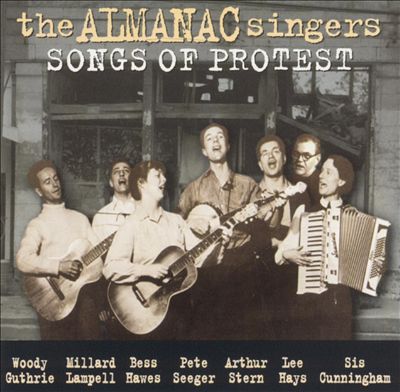 the ALMANAC singers
SONGS OF PROTEST
Woody Millard Bess Pete Arthur Lee Sis
Guthrie Lampell Hawes Seeger Stern Hays Cunningham